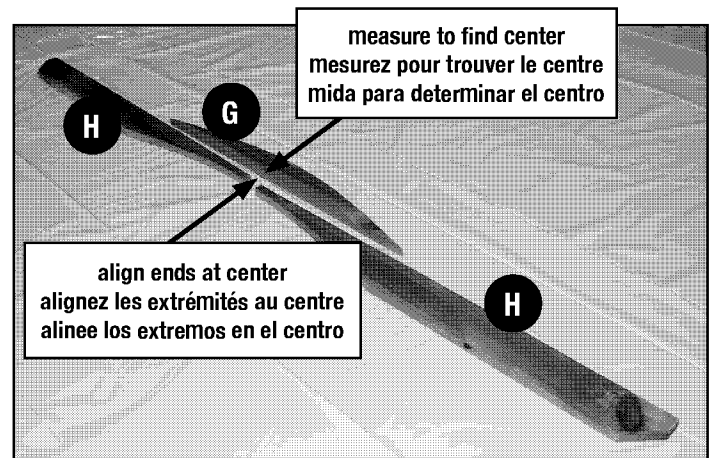 measure to find center
mesurez pour trouver le centre
mida para determinar el centro
G
H
align ends at center
alignez les extrémités au centre
alinee los extremos en el centro
H